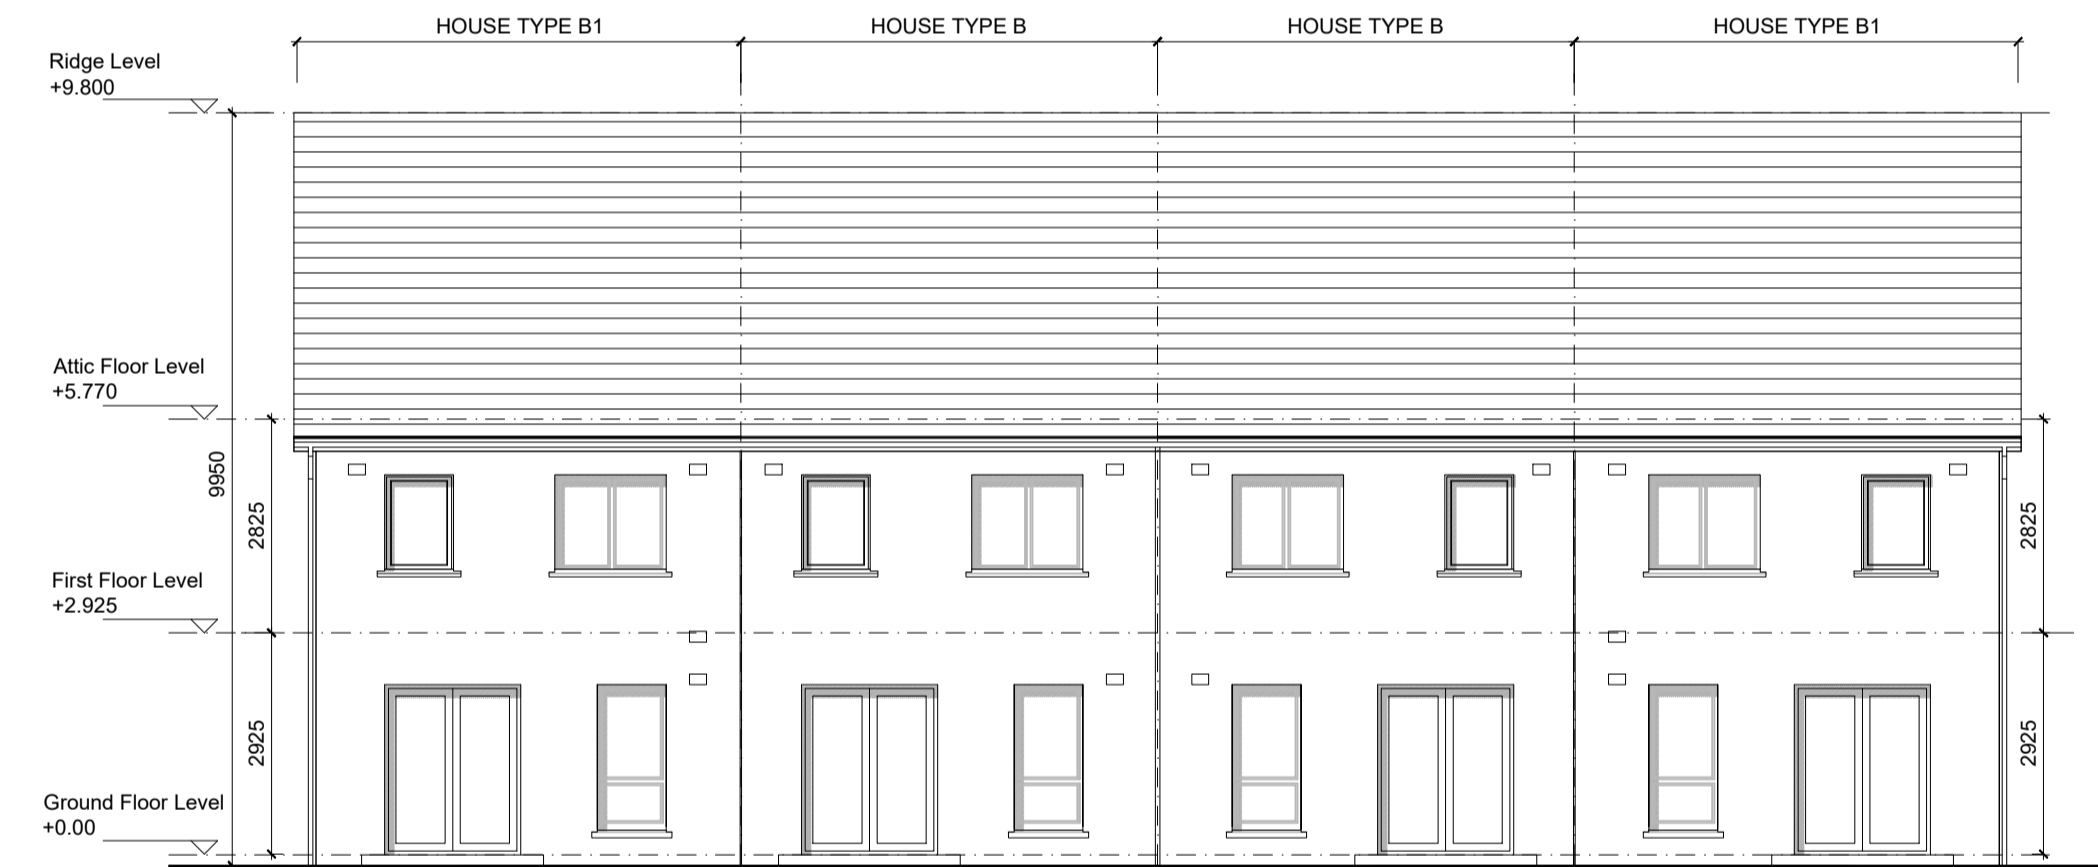 HOUSE TYPE B1
HOUSE TYPE B
HOUSE TYPE B
HOUSE TYPE B1
Ridge Level
+9.800
Attic Floor Level
+5.770
9950
2825
2825
First Floor Level
+2.925
2925
2925
Ground Floor Level
+0.00